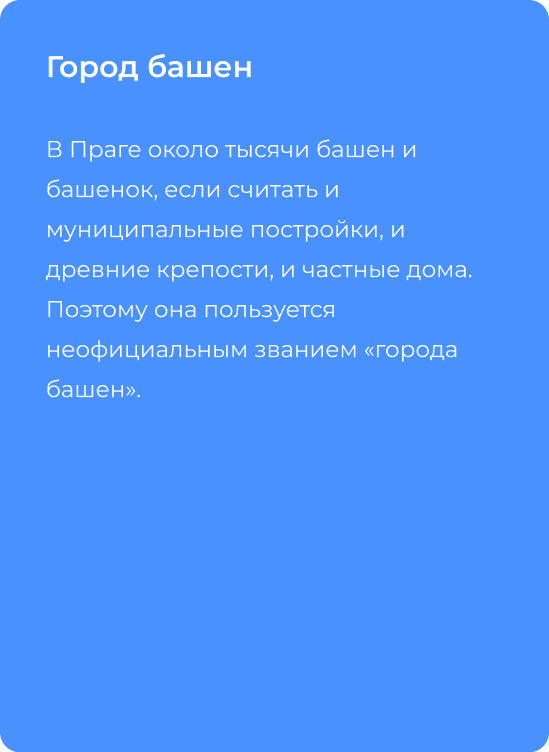 Город башен
В Праге около тысячи башен и
башенок, если считать и
муниципальные постройки, и
древние крепости, и частные дома.
Поэтому она пользуется
неофициальным званием «города
башен».